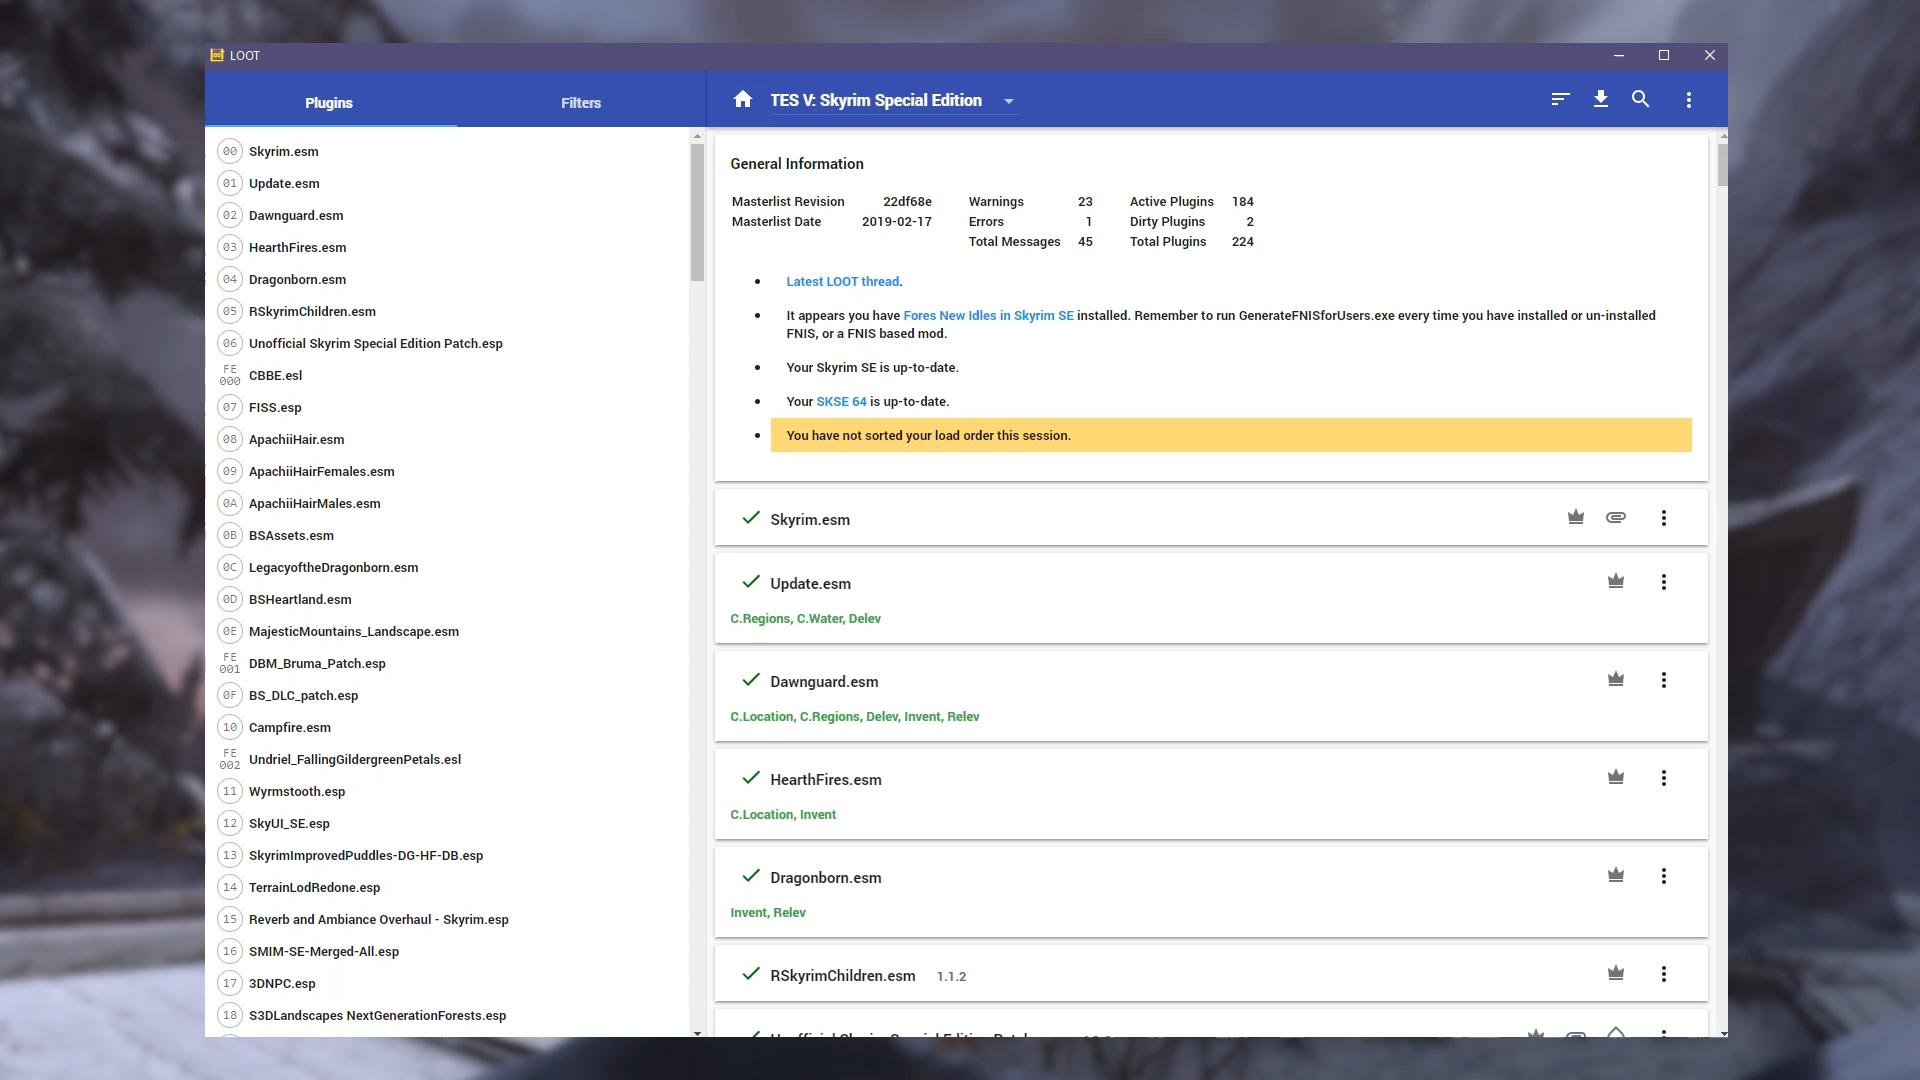 LOOT
Plugins
Filters
TES V: Skyrim Special Edition
00 Skyrim.esm
01 Update.esm
02 Dawnguard.esm
03 HearthFires.esm
04 Dragonborn.esm
05 RSkyrimChildren.esm
06 Unofficial Skyrim Special Edition Patch.esp
FE 000 CBBE.esl
07 FISS.esp
08 ApachiiHair.esm
09 ApachiiHairFemales.esm
0A ApachiiHairMales.esm
0B BSAssets.esm
0C LegacyoftheDragonborn.esm
0D BSHeartland.esm
0E MajesticMountains_Landscape.esm
FE 001 DBM_Bruma_Patch.esp
0F BS_DLC_patch.esp
10 Campfire.esm
FE 002 Undriel_FallingGildergreenPetals.esl
11 Wyrmstooth.esp
12 SkyUI_SE.esp
13 SkyrimImprovedPuddles-DG-HF-DB.esp
14 TerrainLodRedone.esp
15 Reverb and Ambiance Overhaul - Skyrim.esp
16 SMIM-SE-Merged-All.esp
17 3DNPC.esp
18 S3DLandscapes NextGenerationForests.esp
General Information
Masterlist Revision 22df68e Warnings 23 Active Plugins 184
Masterlist Date 2019-02-17 Errors 1 Dirty Plugins 2
Total Messages 45 Total Plugins 224
Latest LOOT thread.
It appears you have Fores New Idles in Skyrim SE installed. Remember to run GenerateFNISforUsers.exe every time you have installed or un-installed
FNIS, or a FNIS based mod.
Your Skyrim SE is up-to-date.
Your SKSE 64 is up-to-date.
You have not sorted your load order this session.
Skyrim.esm
Update.esm
C.Regions, C.Water, Delev
Dawnguard.esm
C.Location, C.Regions, Delev, Invent, Relev
HearthFires.esm
C.Location, Invent
Dragonborn.esm
Invent, Relev
RSkyrimChildren.esm 1.1.2